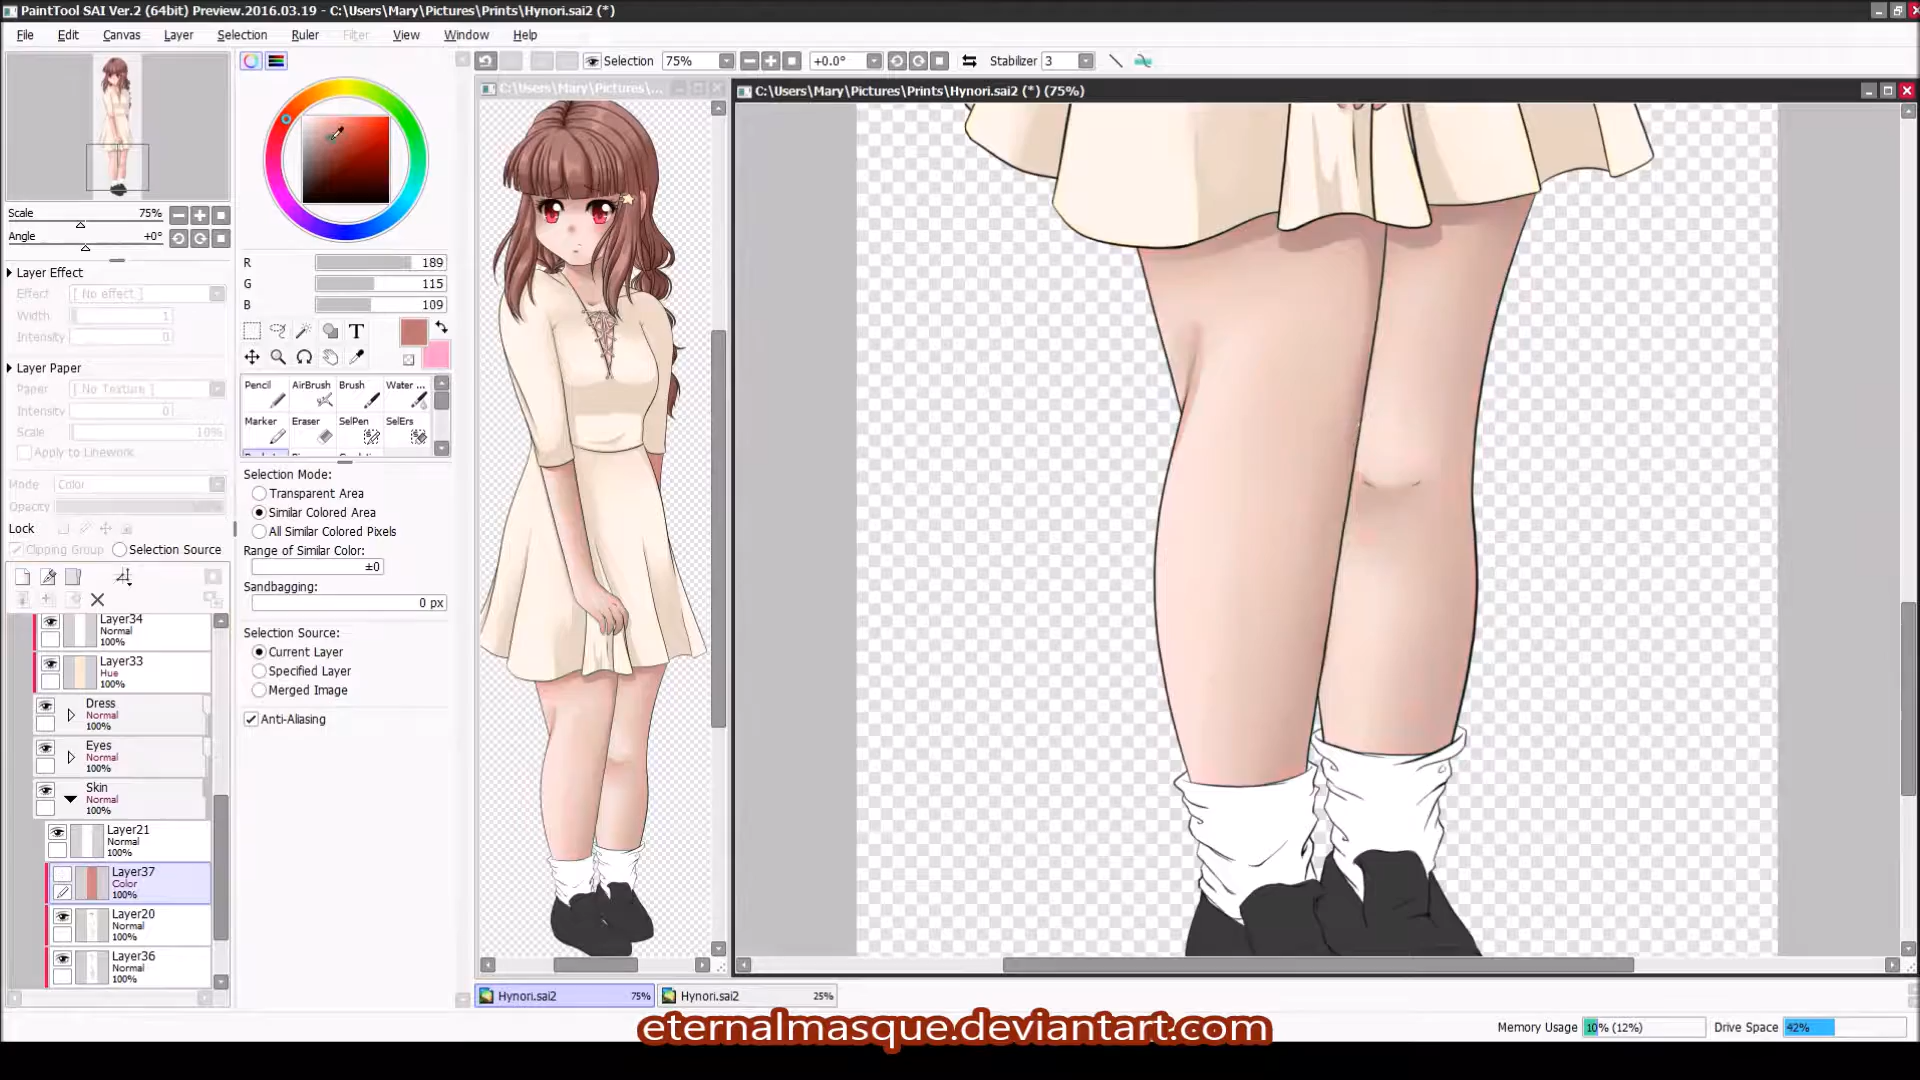 PaintTool SAI Ver.2 (64bit) Preview.2016.03.19 - C:\Users\Mary\Pictures\Prints\Hynori.sai2 (*)
File Edit Canvas Layer Selection Ruler Filter View Window Help
Selection 75% +0.0° Stabilizer 3
C:\Users\Mary\Pictures\...
C:\Users\Mary\Pictures\Prints\Hynori.sai2 (*) (75%)
Scale 75%
Angle +0°
Layer Effect
Effect [ No effect ]
Width 1
Intensity 0
Layer Paper
Paper [ No Texture ]
Intensity 0
Scale 10%
Apply to Linework
Mode Color
Opacity
Lock
Clipping Group Selection Source
Layer34
Normal
100%
Layer33
Hue
100%
Dress
Normal
100%
Eyes
Normal
100%
Skin
Normal
100%
Layer21
Normal
100%
Layer37
Color
100%
Layer20
Normal
100%
Layer36
Normal
100%
R 189
G 115
B 109
T
Pencil AirBrush Brush Water ...
Marker Eraser SelPen SelErs
Selection Mode:
Transparent Area
Similar Colored Area
All Similar Colored Pixels
Range of Similar Color:
±0
Sandbagging:
0 px
Selection Source:
Current Layer
Specified Layer
Merged Image
Anti-Aliasing
Hynori.sai2 75% Hynori.sai2 25%
eternalmasque.deviantart.com
Memory Usage 10% (12%) Drive Space 42%